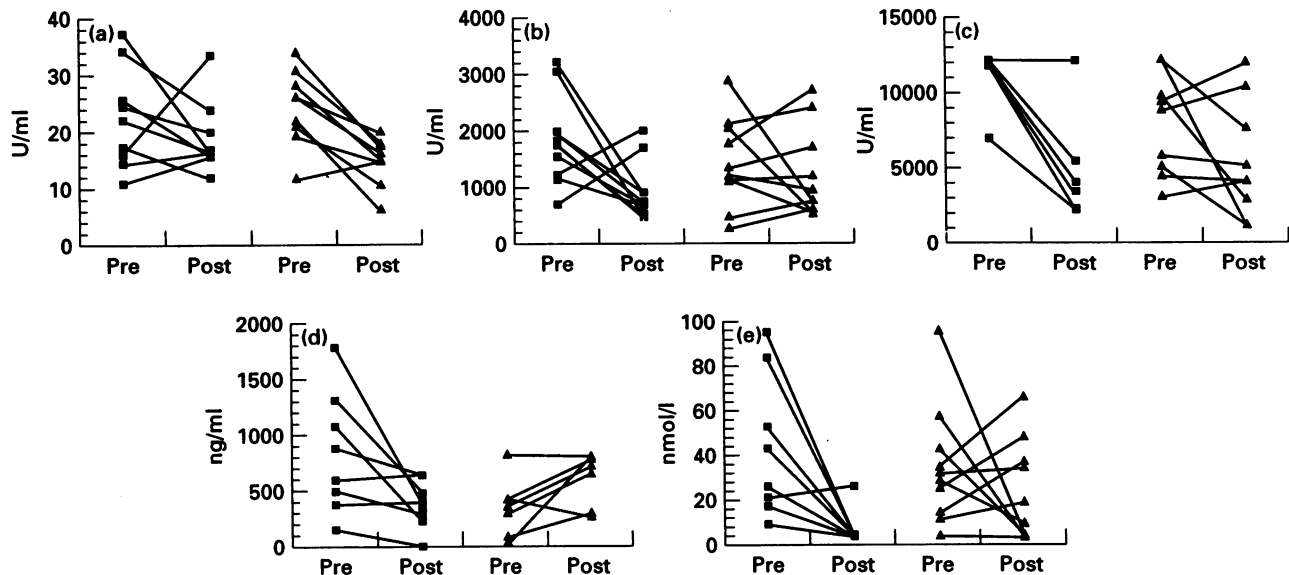 (a)
40
30
20
10
0
U/ml
Pre Post Pre Post
(b)
4000
3000
2000
1000
0
U/ml
Pre Post Pre Post
(c)
15000
10000
5000
0
U/ml
Pre Post Pre Post
(d)
2000
1500
1000
500
0
ng/ml
Pre Post Pre Post
(e)
100
80
60
40
20
0
nmol/l
Pre Post Pre Post